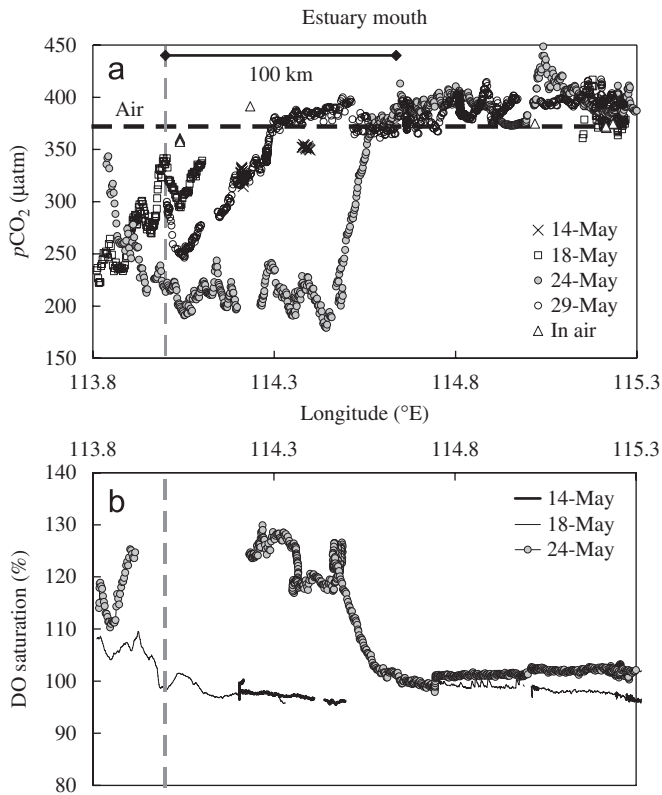 Estuary mouth
450
400
350
300
250
200
150
pCO₂ (μatm)
a
100 km
Air
14-May
18-May
24-May
29-May
In air
113.8 114.3 114.8 115.3
Longitude (°E)
113.8 114.3 114.8 115.3
140
130
120
110
100
90
80
DO saturation (%)
b
14-May
18-May
24-May